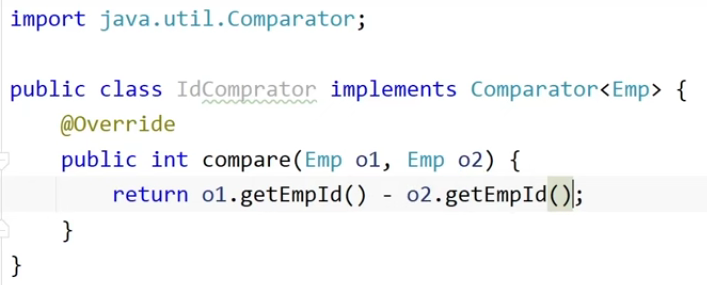 import java.util.Comparator;
public class IdComprator implements Comparator<Emp> {
@Override
public int compare(Emp o1, Emp o2) {
return o1.getEmpId() - o2.getEmpId();
}
}